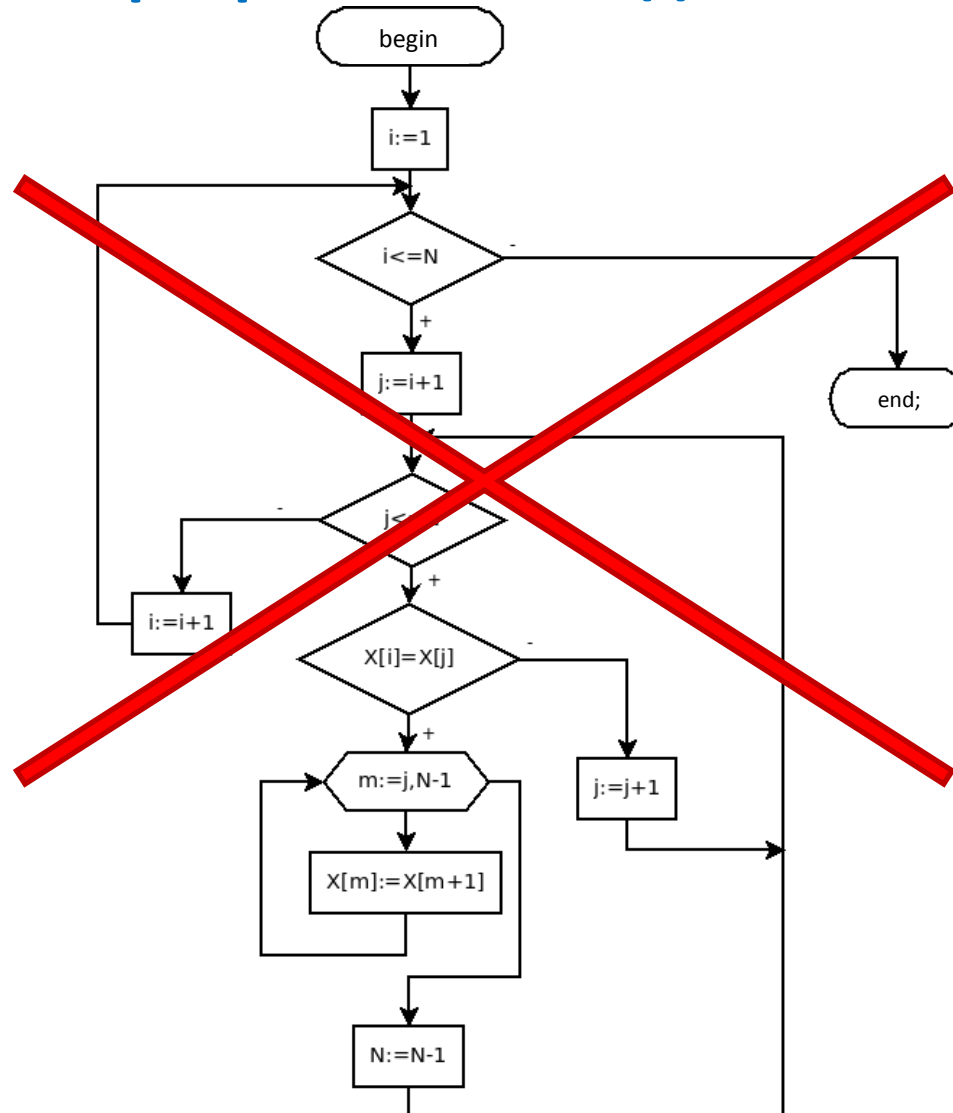 begin
i:=1
i<=N
-
+
j:=i+1
end;
j<
-
+
i:=i+1
X[i]=X[j]
-
+
m:=j,N-1
j:=j+1
X[m]:=X[m+1]
N:=N-1